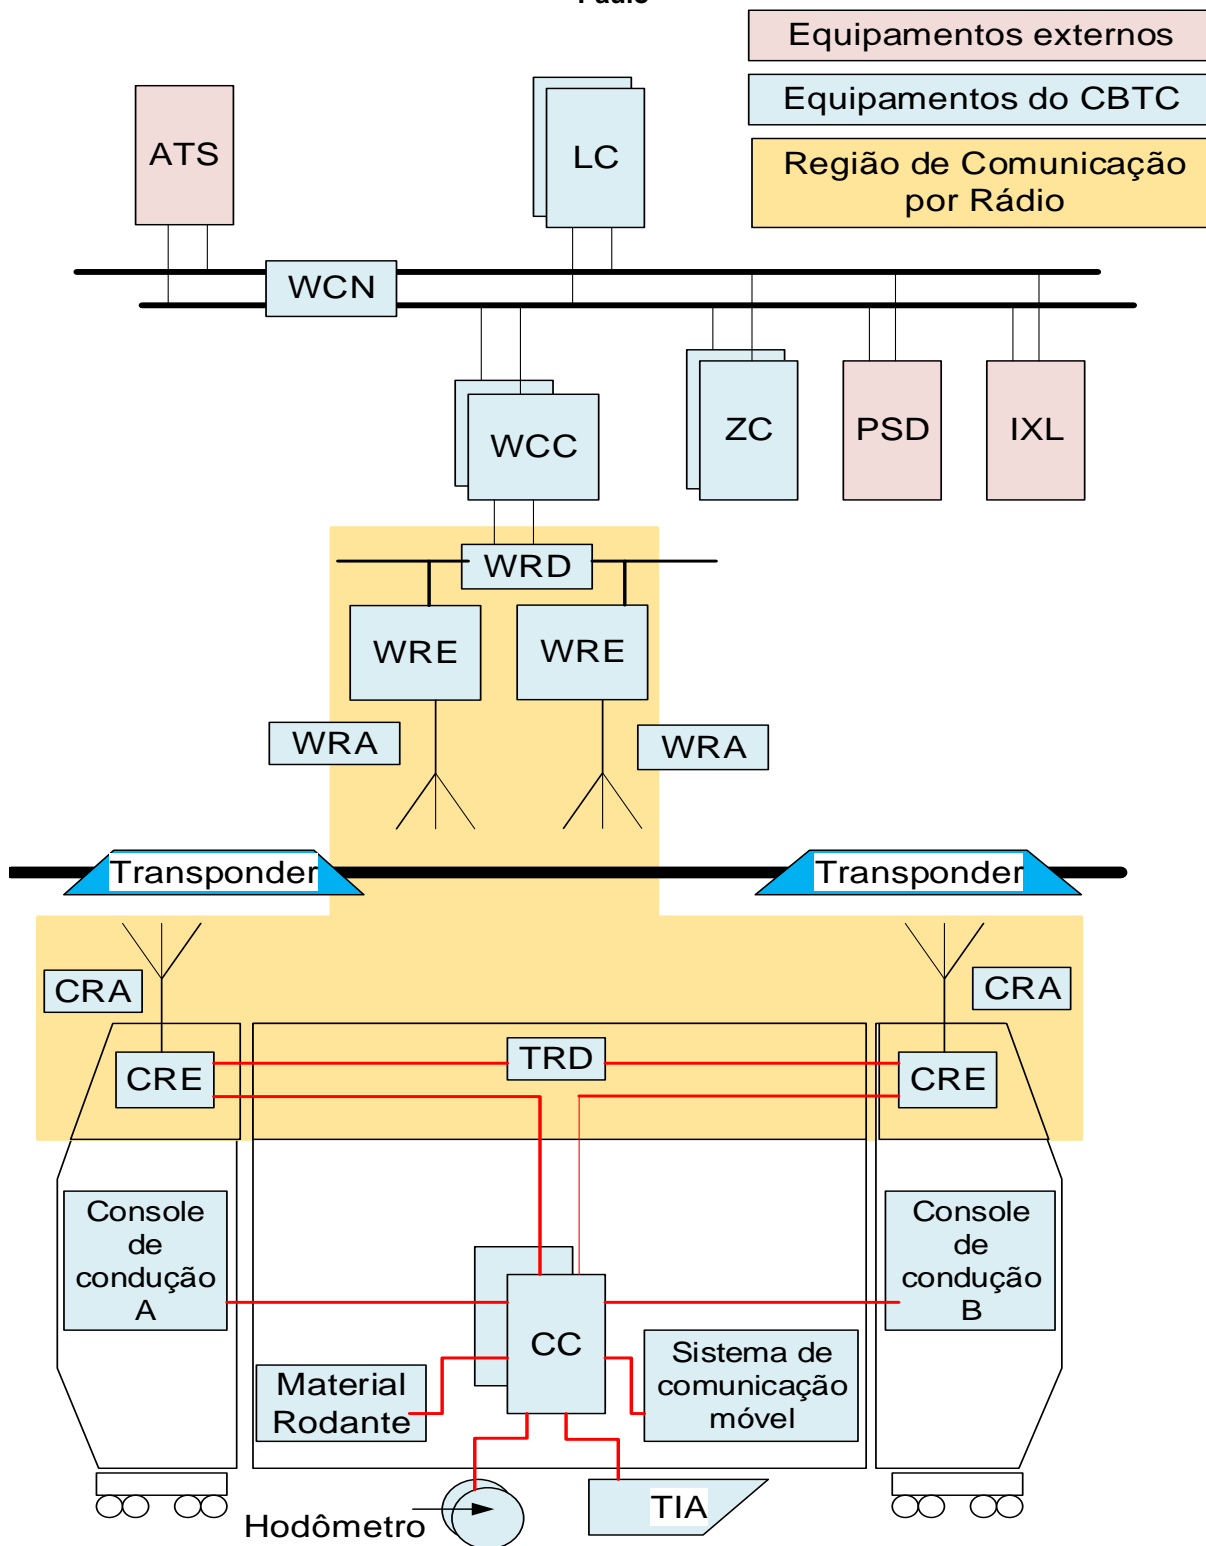 Paulo
Equipamentos externos
Equipamentos do CBTC
Região de Comunicação
por Rádio
ATS
LC
WCN
WCC
ZC
PSD
IXL
WRD
WRE
WRE
WRA
WRA
Transponder
Transponder
CRA
CRA
CRE
TRD
CRE
Console
de
condução
A
Console
de
condução
B
CC
Material
Rodante
Sistema de
comunicação
móvel
Hodômetro
TIA